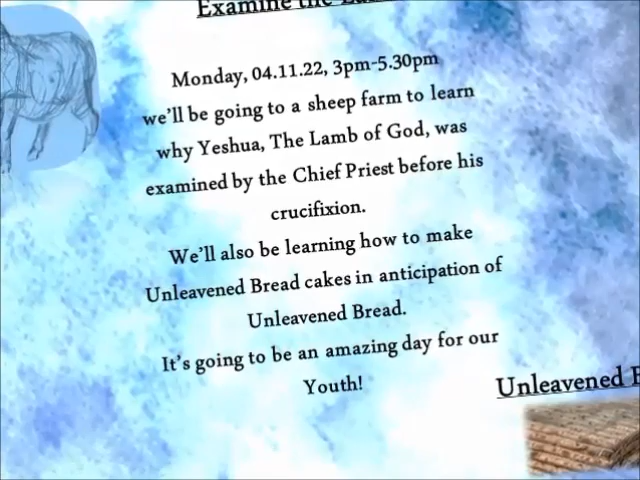 Examine the
Monday, 04.11.22, 3pm-5.30pm
we'll be going to a sheep farm to learn
why Yeshua, The Lamb of God, was
examined by the Chief Priest before his
crucifixion.
We'll also be learning how to make
Unleavened Bread cakes in anticipation of
Unleavened Bread.
It's going to be an amazing day for our
Youth!
Unleavened